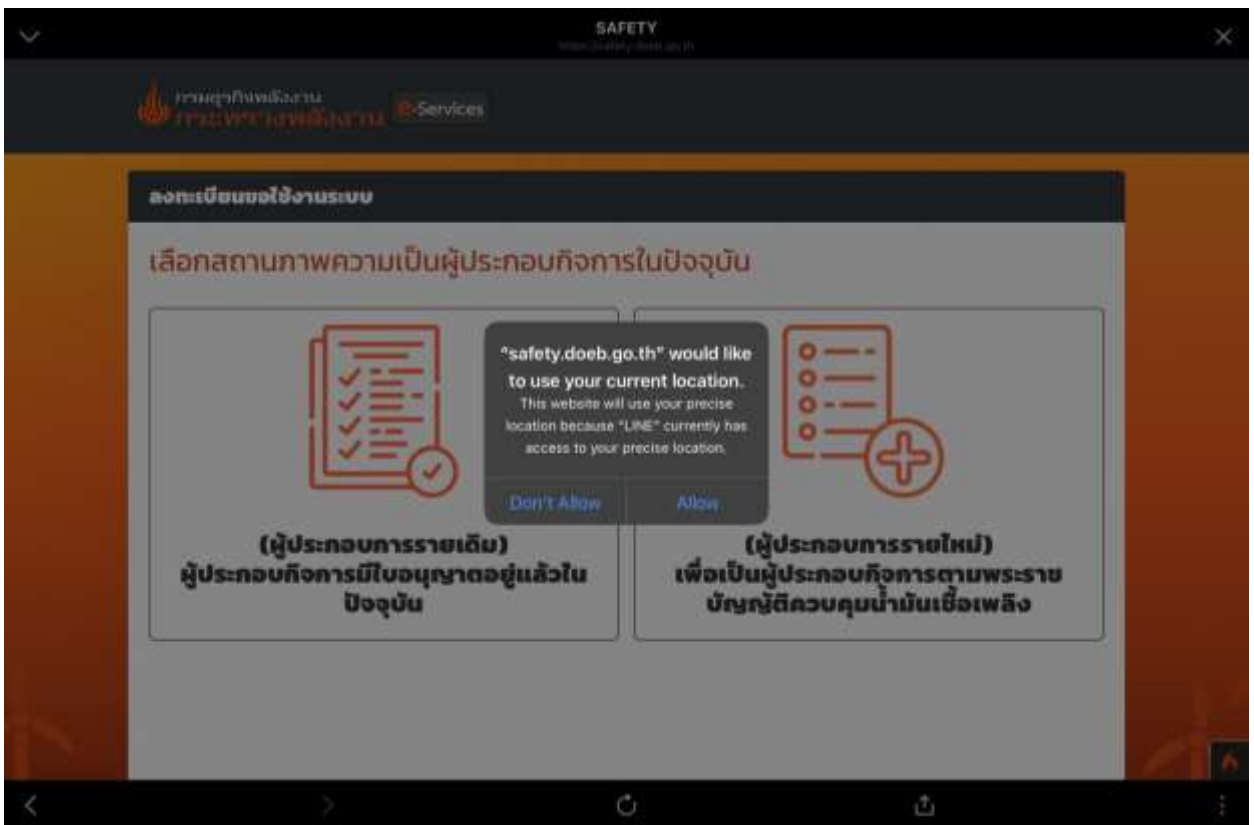 SAFETY
https://safety.doeb.go.th
กรมธุรกิจพลังงาน
กระทรวงพลังงาน
e-Services
ลงทะเบียนขอใช้งานระบบ
เลือกสถานภาพความเป็นผู้ประกอบกิจการในปัจจุบัน
"safety.doeb.go.th" would like
to use your current location.
This website will use your precise
location because "LINE" currently has
access to your precise location.
Don't Allow
Allow
(ผู้ประกอบการรายเดิม)
ผู้ประกอบกิจการมีใบอนุญาตอยู่แล้วใน
ปัจจุบัน
(ผู้ประกอบการรายใหม่)
เพื่อเป็นผู้ประกอบกิจการตามพระราช
บัญญัติควบคุมน้ำมันเชื้อเพลิง